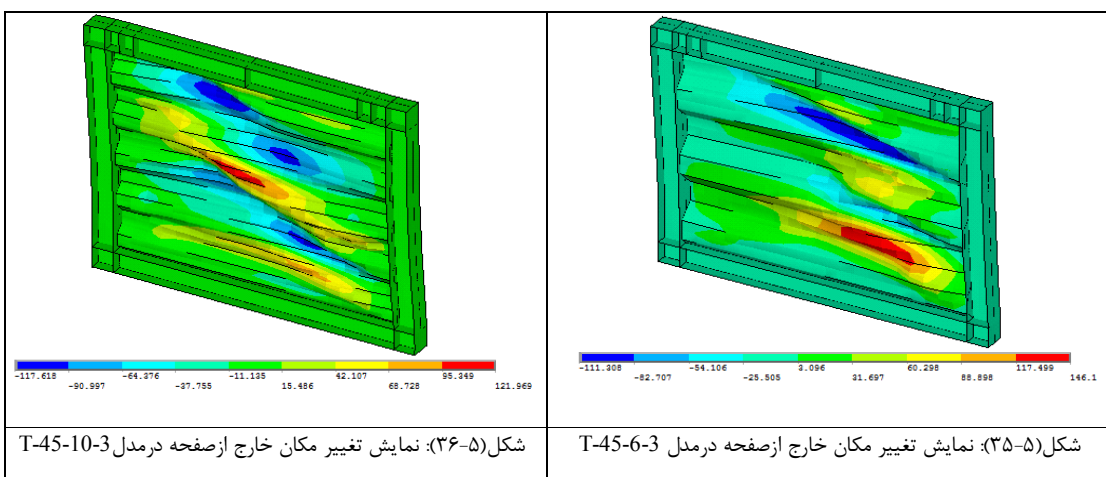 -117.618 -64.376 -11.135 42.107 95.349
-90.997 -37.755 15.486 68.728 121.969
-111.308 -54.106 3.096 60.298 117.499
-82.707 -25.505 31.697 88.898 146.1
شکل(۵-۳۵): نمایش تغییر مکان خارج ازصفحه درمدل T-45-6-3
شکل(۵-۳۶): نمایش تغییر مکان خارج ازصفحه درمدلT-45-10-3